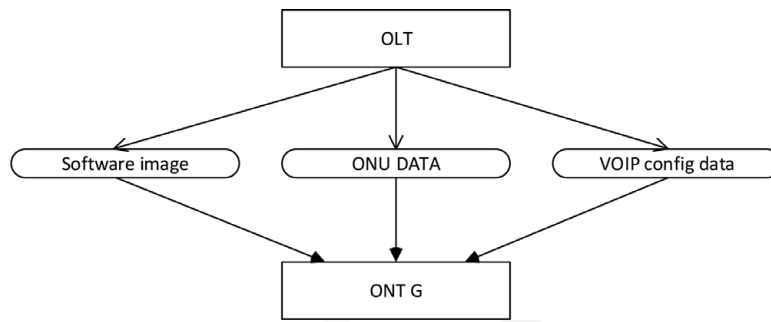 OLT
Software image
ONU DATA
VOIP config data
ONT G